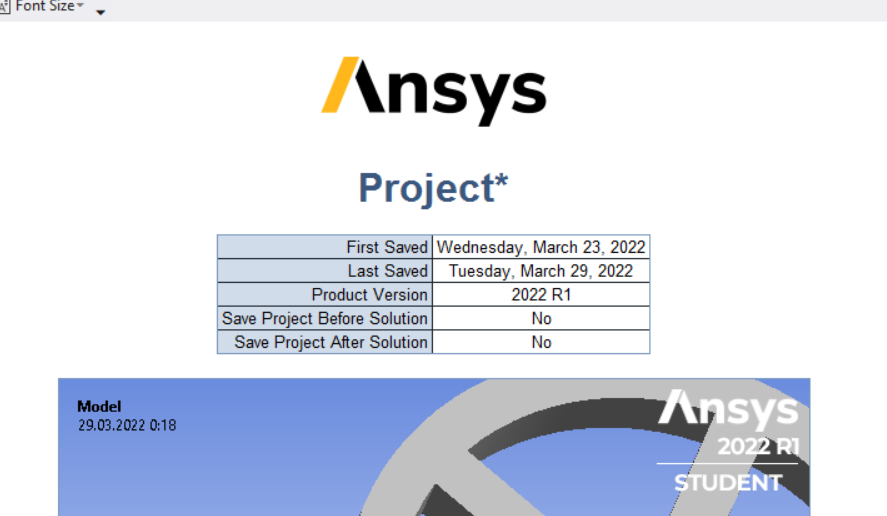 Font Size
Ansys
Project*
First Saved Wednesday, March 23, 2022
Last Saved Tuesday, March 29, 2022
Product Version 2022 R1
Save Project Before Solution No
Save Project After Solution No
Model
29.03.2022 0:18
Ansys
2022 R1
STUDENT